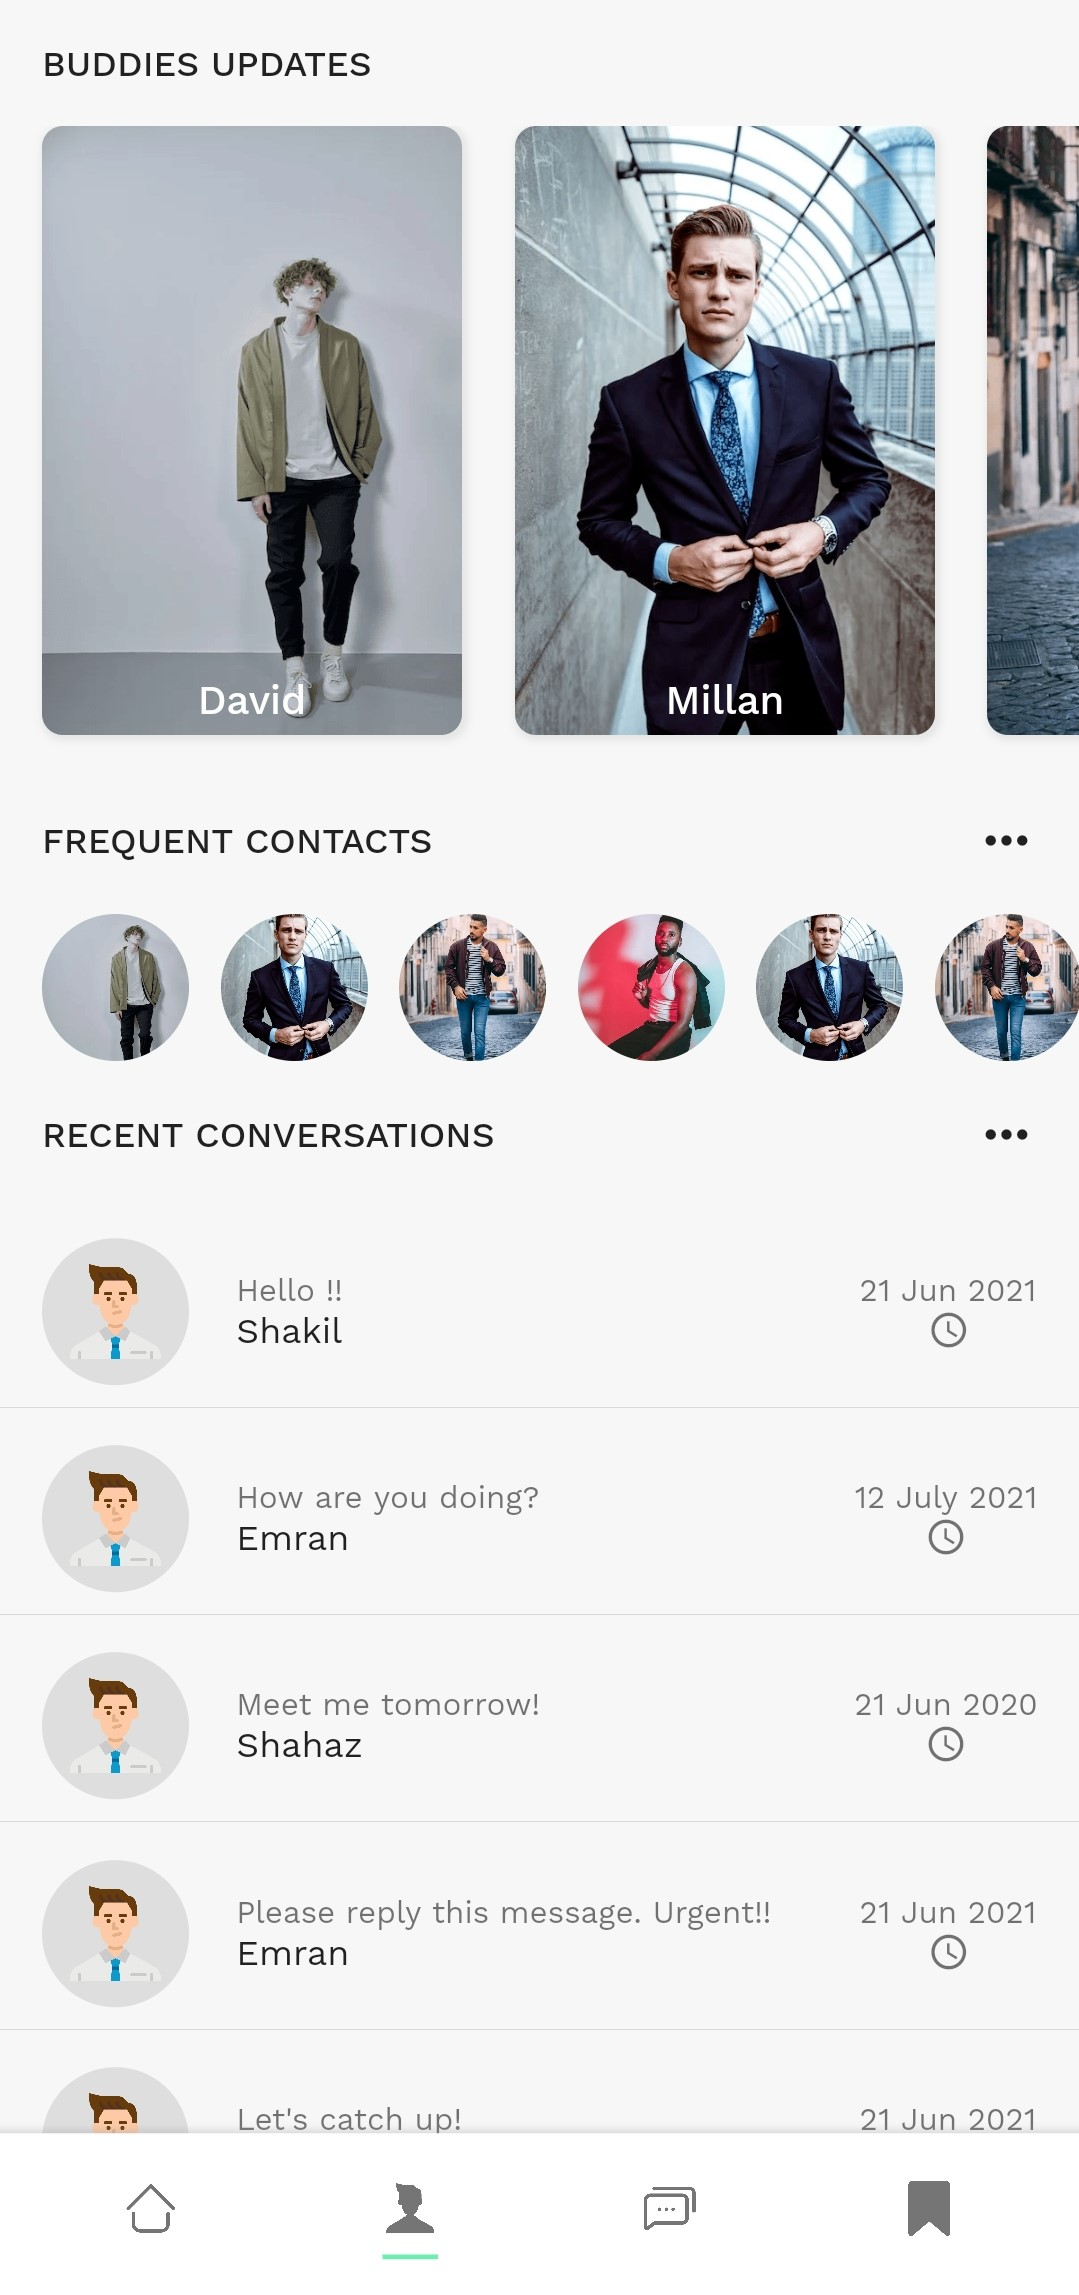 BUDDIES UPDATES
David
Millan
FREQUENT CONTACTS
RECENT CONVERSATIONS
Hello !!
21 Jun 2021
Shakil
How are you doing?
12 July 2021
Emran
Meet me tomorrow!
21 Jun 2020
Shahaz
Please reply this message. Urgent!!
21 Jun 2021
Emran
Let's catch up!
21 Jun 2021